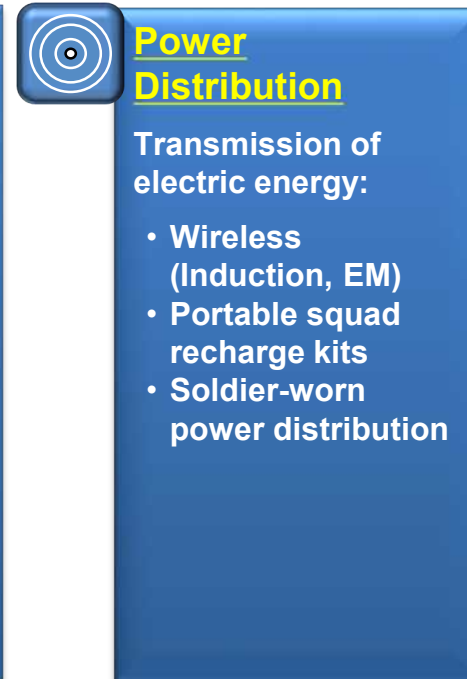 Power
Distribution
Transmission of
electric energy:
• Wireless
(Induction, EM)
• Portable squad
recharge kits
• Soldier-worn
power distribution